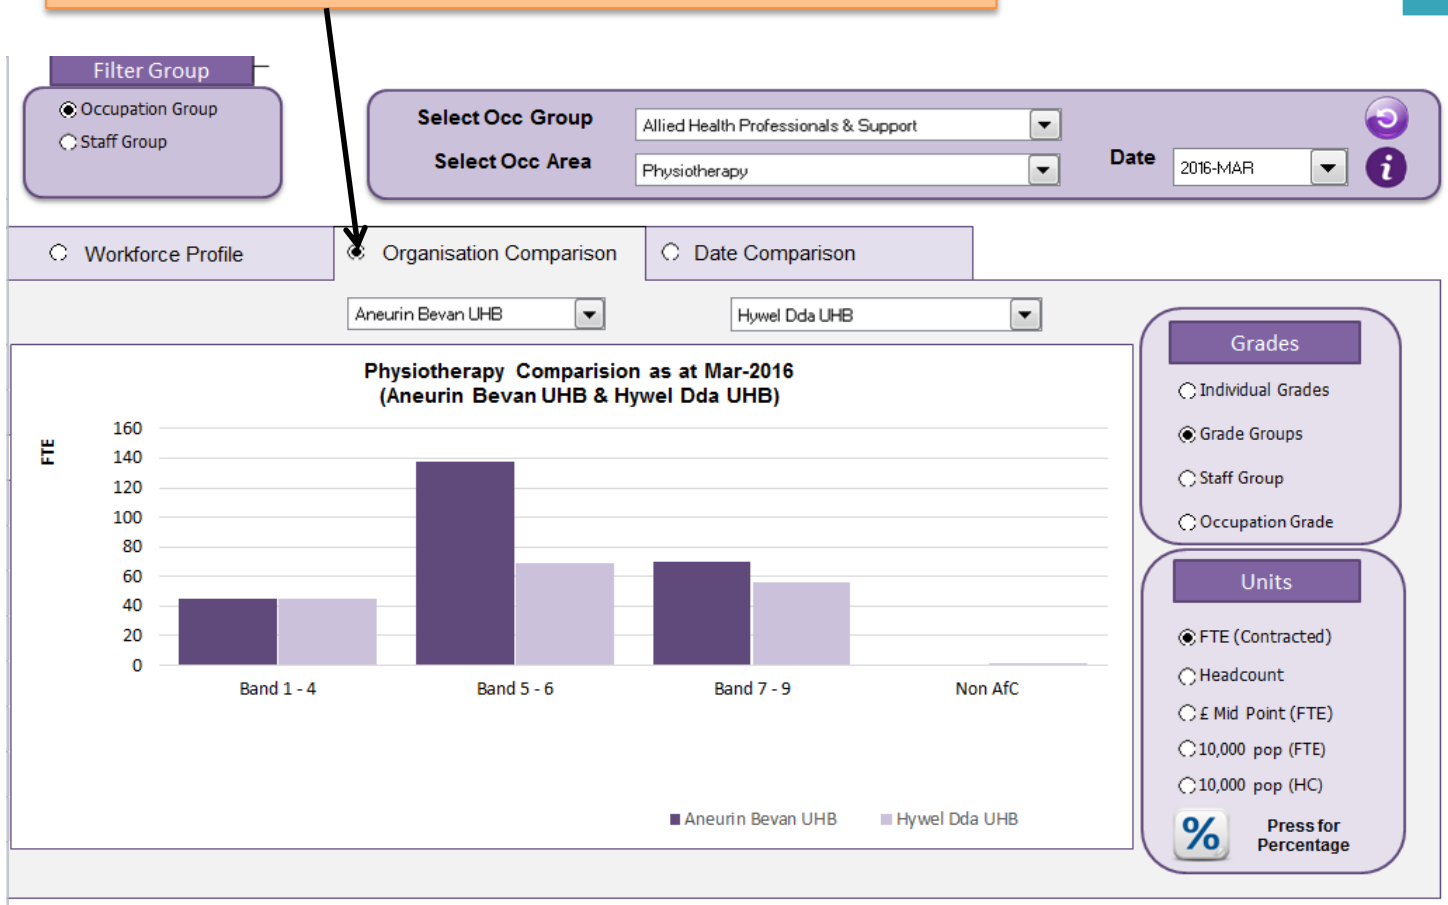 Filter Group
Occupation Group
Staff Group
Select Occ Group
Allied Health Professionals & Support
Select Occ Area
Physiotherapy
Date
2016-MAR
i
Workforce Profile
Organisation Comparison
Date Comparison
Aneurin Bevan UHB
Hywel Dda UHB
Physiotherapy Comparision as at Mar-2016
(Aneurin Bevan UHB & Hywel Dda UHB)
FTE
160
140
120
100
80
60
40
20
0
Band 1 - 4
Band 5 - 6
Band 7 - 9
Non AfC
Aneurin Bevan UHB
Hywel Dda UHB
Grades
Individual Grades
Grade Groups
Staff Group
Occupation Grade
Units
FTE (Contracted)
Headcount
£ Mid Point (FTE)
10,000 pop (FTE)
10,000 pop (HC)
%
Press for
Percentage